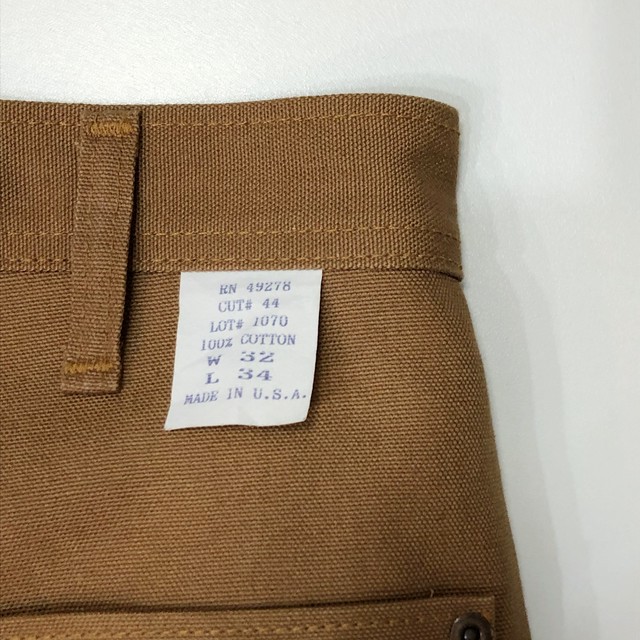 RN 49278
CUT# 44
LOT# 1070
100% COTTON
W 32
L 34
MADE IN U.S.A.